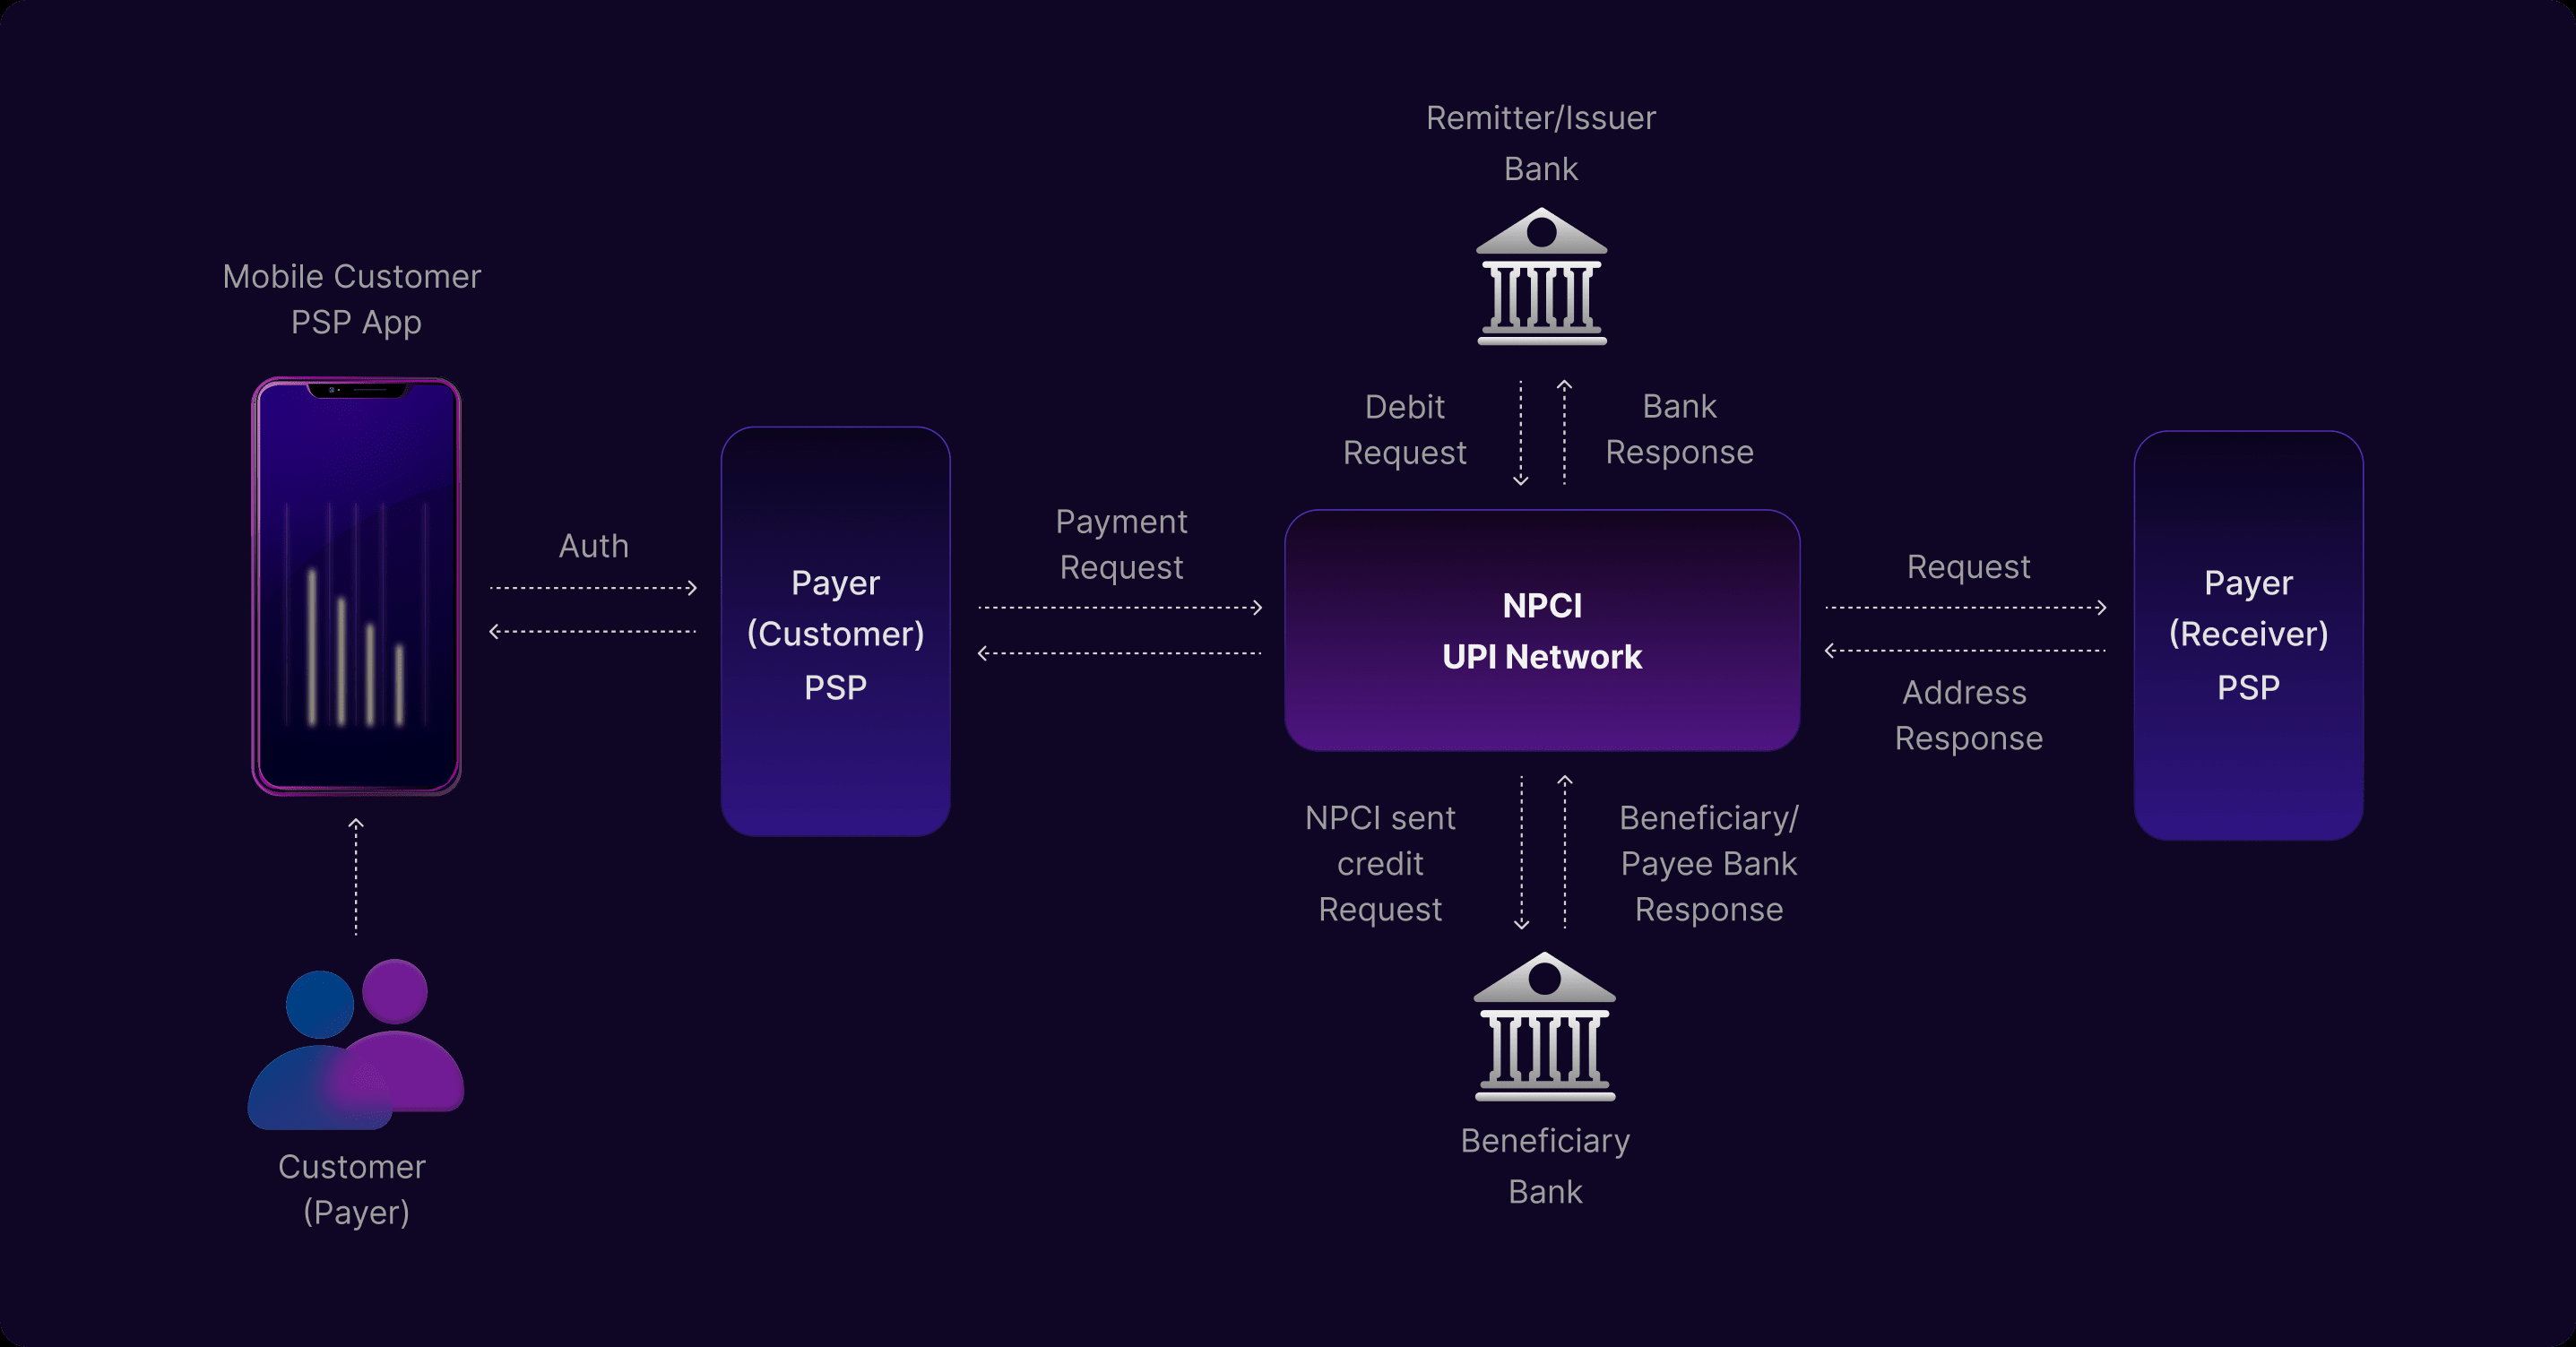 Remitter/Issuer
Bank
Mobile Customer
PSP App
Debit
Request
Bank
Response
Auth
Payment
Request
Payer
(Customer)
PSP
NPCI
UPI Network
Request
Address
Response
Payer
(Receiver)
PSP
NPCI sent
credit
Request
Beneficiary/
Payee Bank
Response
Customer
(Payer)
Beneficiary
Bank